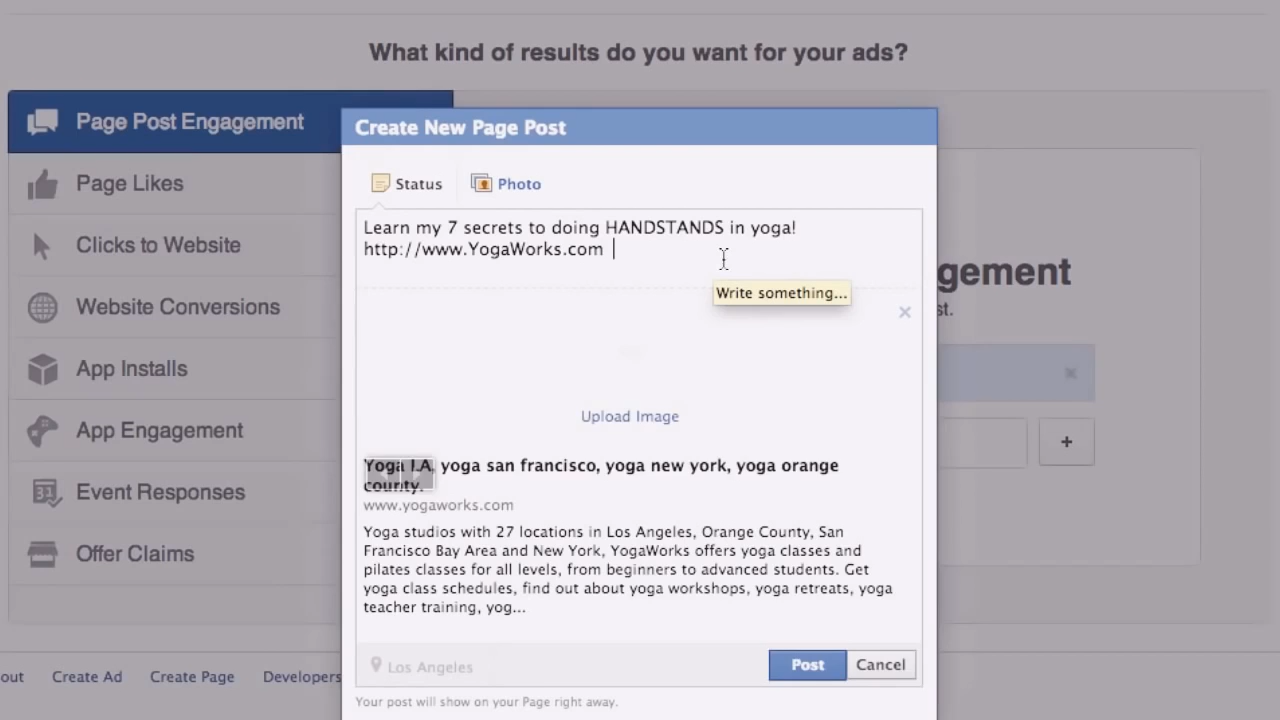 What kind of results do you want for your ads?
Page Post Engagement
Page Likes
Clicks to Website
Website Conversions
App Installs
App Engagement
31
Event Responses
Offer Claims
Create New Page Post
Status
Photo
Learn my 7 secrets to doing HANDSTANDS in yoga!
http://www.YogaWorks.com
Write something...
gement
st.
+
Upload Image
Yoga L.A. yoga san francisco, yoga new york, yoga orange
county.
www.yogaworks.com
Yoga studios with 27 locations in Los Angeles, Orange County, San
Francisco Bay Area and New York, YogaWorks offers yoga classes and
pilates classes for all levels, from beginners to advanced students. Get
yoga class schedules, find out about yoga workshops, yoga retreats, yoga
teacher training, yog...
Los Angeles
Post
Cancel
Your post will show on your Page right away.
out
Create Ad
Create Page
Developers